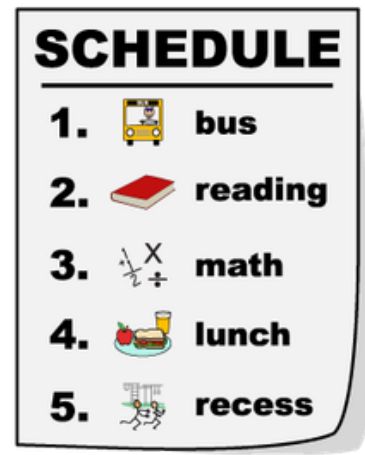 SCHEDULE
1. bus
2. reading
3. math
4. lunch
5. recess